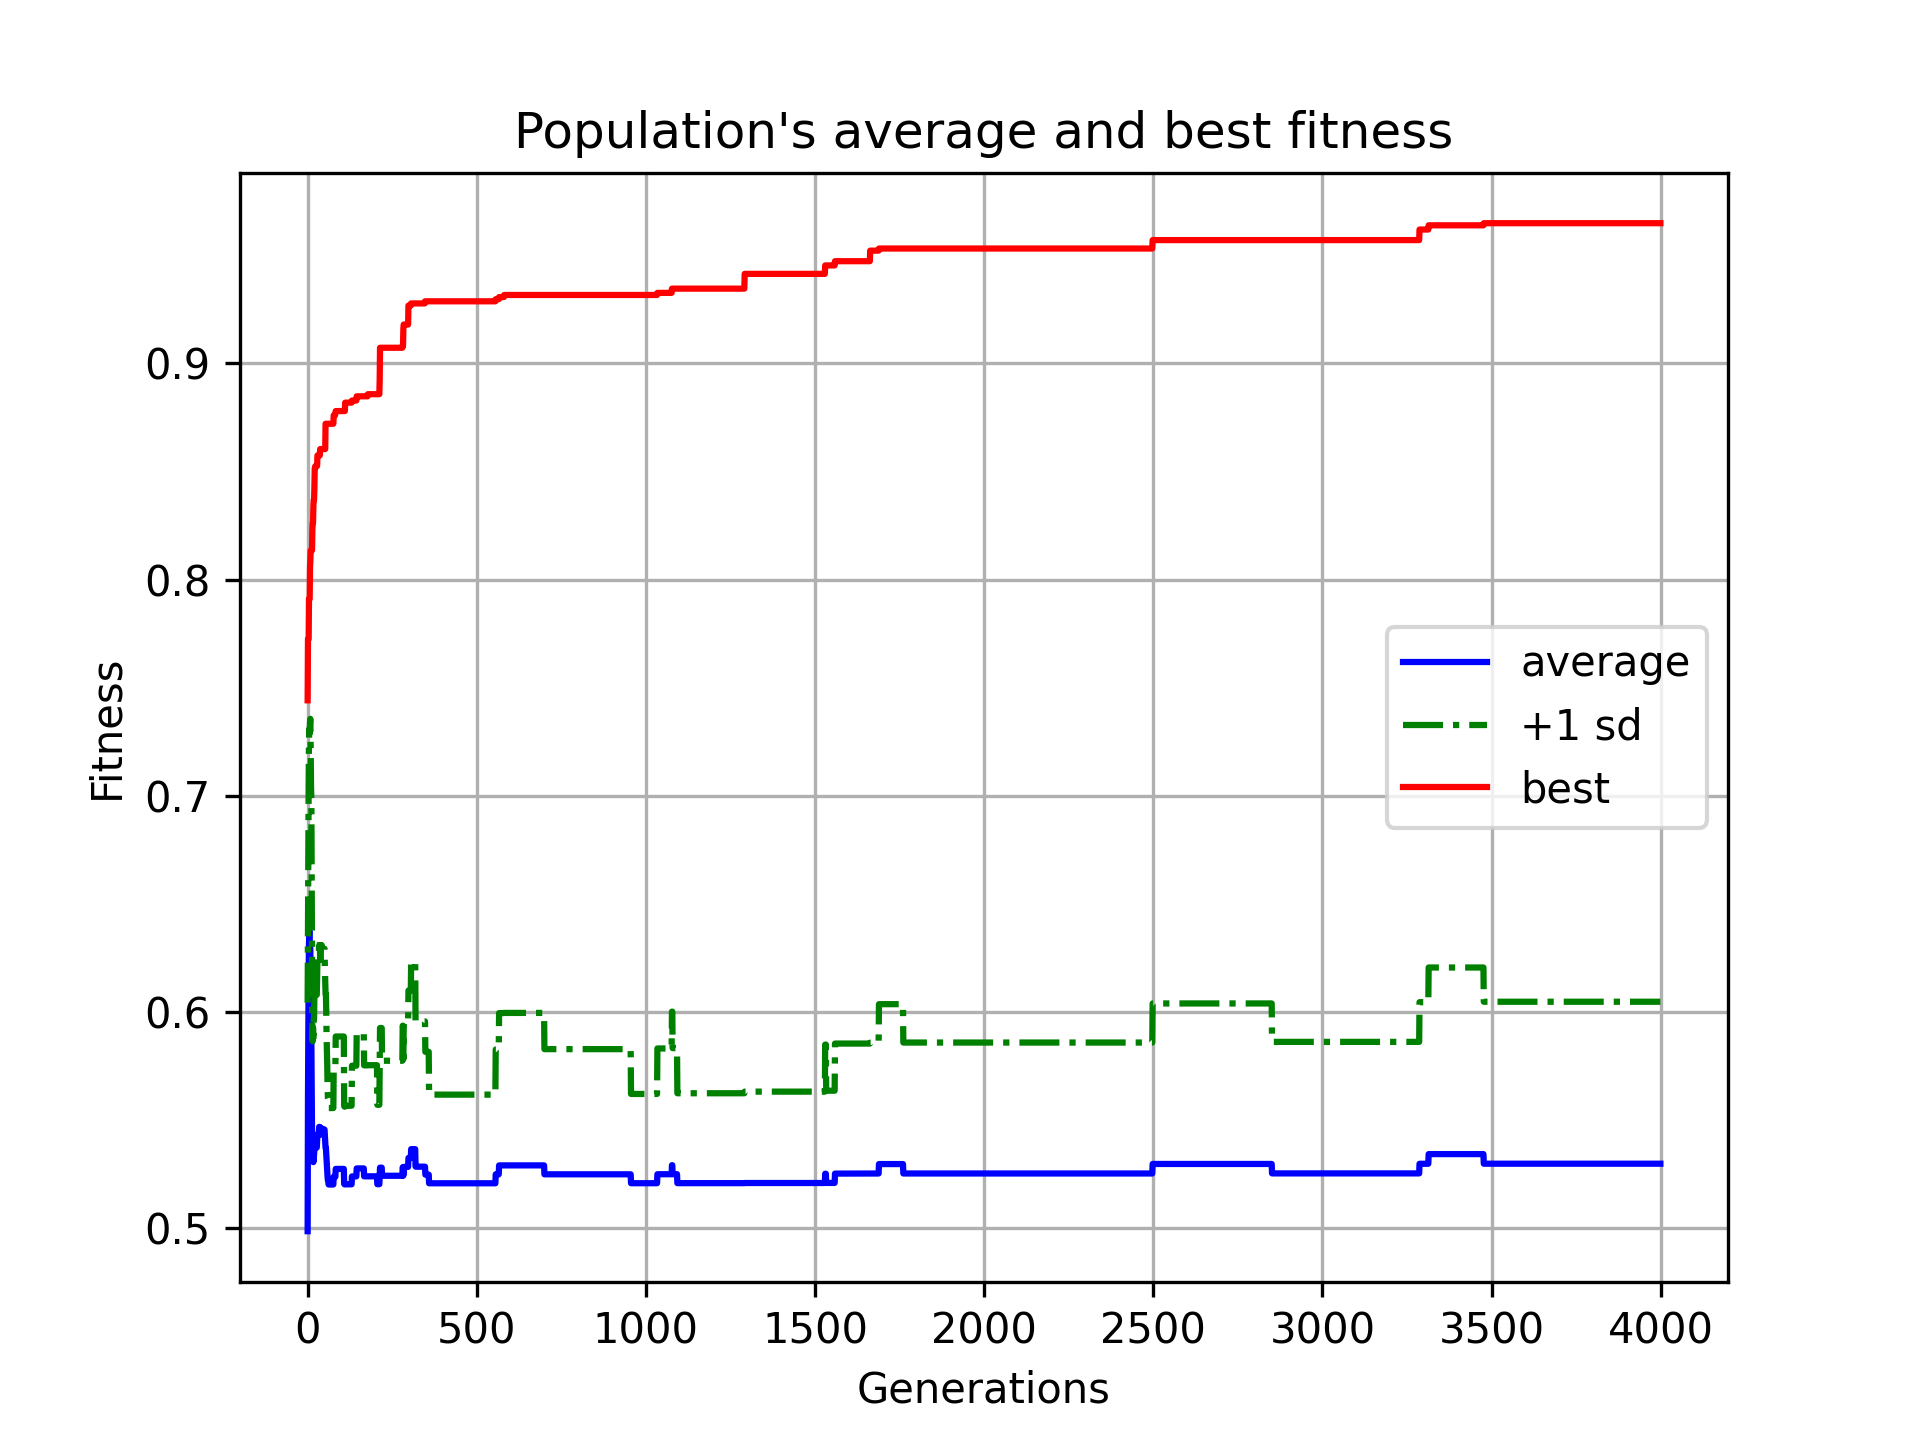 Population's average and best fitness
Fitness
0.9
0.8
0.7
0.6
0.5
average
+1 sd
best
0 500 1000 1500 2000 2500 3000 3500 4000
Generations